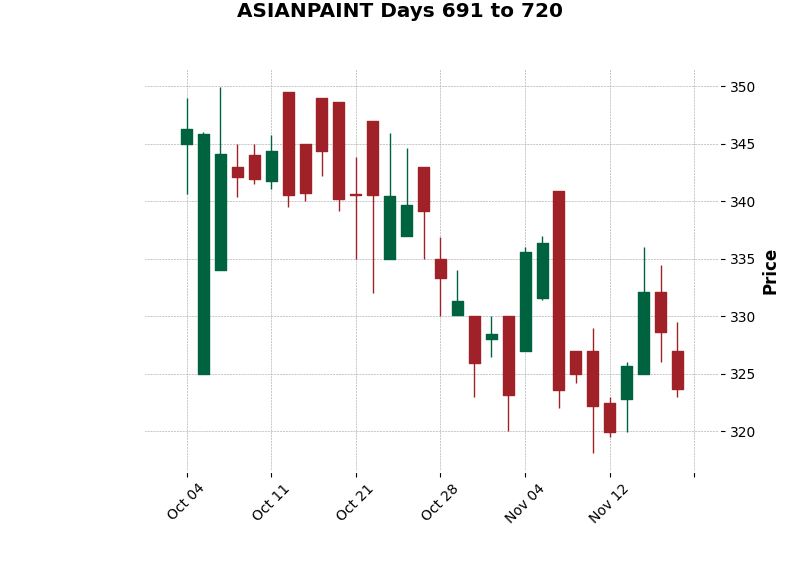 ASIANPAINT Days 691 to 720
350
345
340
335
330
325
320
Price
Oct 04
Oct 11
Oct 21
Oct 28
Nov 04
Nov 12